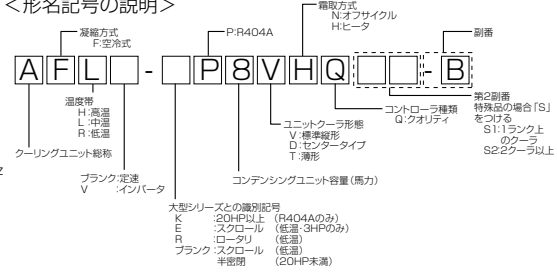 <形名記号の説明>
凝縮方式
F:空冷式
P:R404A
霜取方式
N:オフサイクル
H:ヒータ
副番
A F L - P 8 V H Q - B
温度帯
H:高温
L:中温
R:低温
クーリングユニット総称
ブランク:定速
V :インバータ
大型シリーズとの識別記号
K :20HP以上 (R404Aのみ)
E :スクロール (低温・3HPのみ)
R :ロータリ (低温)
ブランク:スクロール (低温)
半密閉 (20HP未満)
コンデンシングユニット容量(馬力)
ユニットクーラ形態
V:標準縦形
D:センタータイプ
T:薄形
コントローラ種類
Q:クオリティ
第2副番
特殊品の場合「S」
をつける
S1:1ランク上
のクーラ
S2:2クーラ以上
z